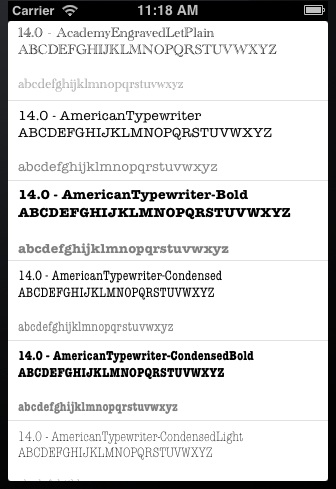 Carrier 11:18 AM
14.0 - AcademyEngravedLetPlain
ABCDEFGHIJKLMNOPQRSTUVWXYZ
abcdefghijklmnopqrstuvwxyz
14.0 - AmericanTypewriter
ABCDEFGHIJKLMNOPQRSTUVWXYZ
abcdefghijklmnopqrstuvwxyz
14.0 - AmericanTypewriter-Bold
ABCDEFGHIJKLMNOPQRSTUVWXYZ
abcdefghijklmnopqrstuvwxyz
14.0 - AmericanTypewriter-Condensed
ABCDEFGHIJKLMNOPQRSTUVWXYZ
abcdefghijklmnopqrstuvwxyz
14.0 - AmericanTypewriter-CondensedBold
ABCDEFGHIJKLMNOPQRSTUVWXYZ
abcdefghijklmnopqrstuvwxyz
14.0 - AmericanTypewriter-CondensedLight
ABCDEFGHIJKLMNOPQRSTUVWXYZ